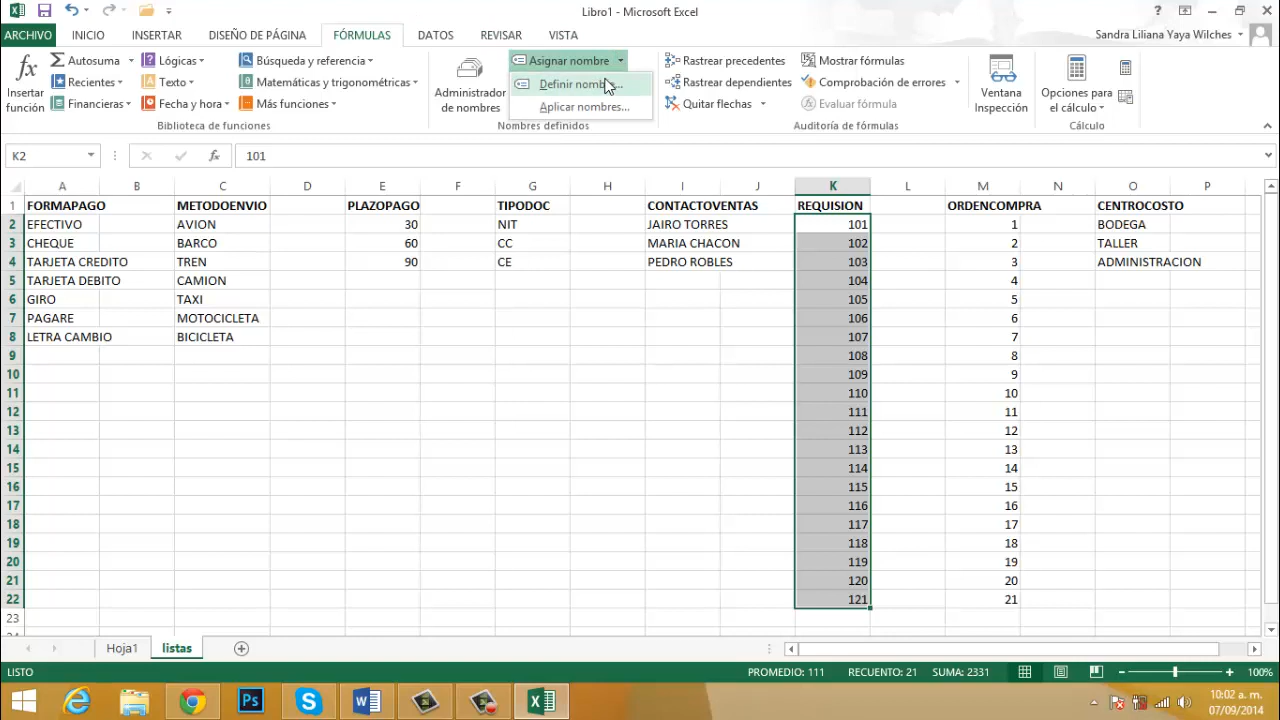 Libro1 - Microsoft Excel
ARCHIVO INICIO INSERTAR DISEÑO DE PÁGINA FÓRMULAS DATOS REVISAR VISTA Sandra Liliana Yaya Wilches
fx Insertar función
Autosuma
Recientes
Financieras
Lógicas
Texto
Fecha y hora
Búsqueda y referencia
Matemáticas y trigonométricas
Más funciones
Biblioteca de funciones
Administrador de nombres
Asignar nombre
Definir
Aplicar nombres...
Nombres definidos
Rastrear precedentes
Rastrear dependientes
Quitar flechas
Mostrar fórmulas
Comprobación de errores
Evaluar fórmula
Auditoría de fórmulas
Ventana Inspección
Opciones para el cálculo
Cálculo
K2 fx 101
A B C D E F G H I J K L M N O P
1 FORMAPAGO METODOENVIO PLAZOPAGO TIPODOC CONTACTOVENTAS REQUISION ORDENCOMPRA CENTROCOSTO
2 EFECTIVO AVION 30 NIT JAIRO TORRES 101 1 BODEGA
3 CHEQUE BARCO 60 CC MARIA CHACON 102 2 TALLER
4 TARJETA CREDITO TREN 90 CE PEDRO ROBLES 103 3 ADMINISTRACION
5 TARJETA DEBITO CAMION 104 4
6 GIRO TAXI 105 5
7 PAGARE MOTOCICLETA 106 6
8 LETRA CAMBIO BICICLETA 107 7
9 108 8
10 109 9
11 110 10
12 111 11
13 112 12
14 113 13
15 114 14
16 115 15
17 116 16
18 117 17
19 118 18
20 119 19
21 120 20
22 121 21
23
Hoja1 listas
LISTO PROMEDIO: 111 RECUENTO: 21 SUMA: 2331 100%
10:02 a. m.
07/09/2014